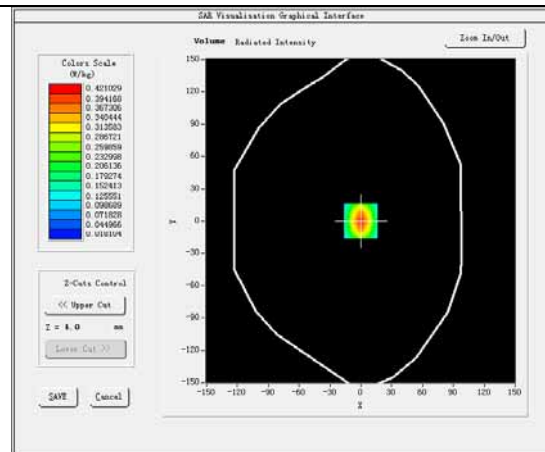 SAR Visualisation Graphical Interface
Volume Radiated Intensity
Zoom In/Out
Colors Scale
(W/kg)
0.421029
0.394168
0.367306
0.340444
0.313583
0.286721
0.259859
0.232998
0.206136
0.179274
0.152413
0.125551
0.098689
0.071828
0.044966
0.018104
Z-Cuts Control
<< Upper Cut
Z = 4.0 mm
Lower Cut >>
SAVE Cancel
150-
120-
90-
60-
30-
0-
-30-
-60-
-90-
-120-
-150-
Y
-150 -120 -90 -60 -30 0 30 60 90 120 150
X